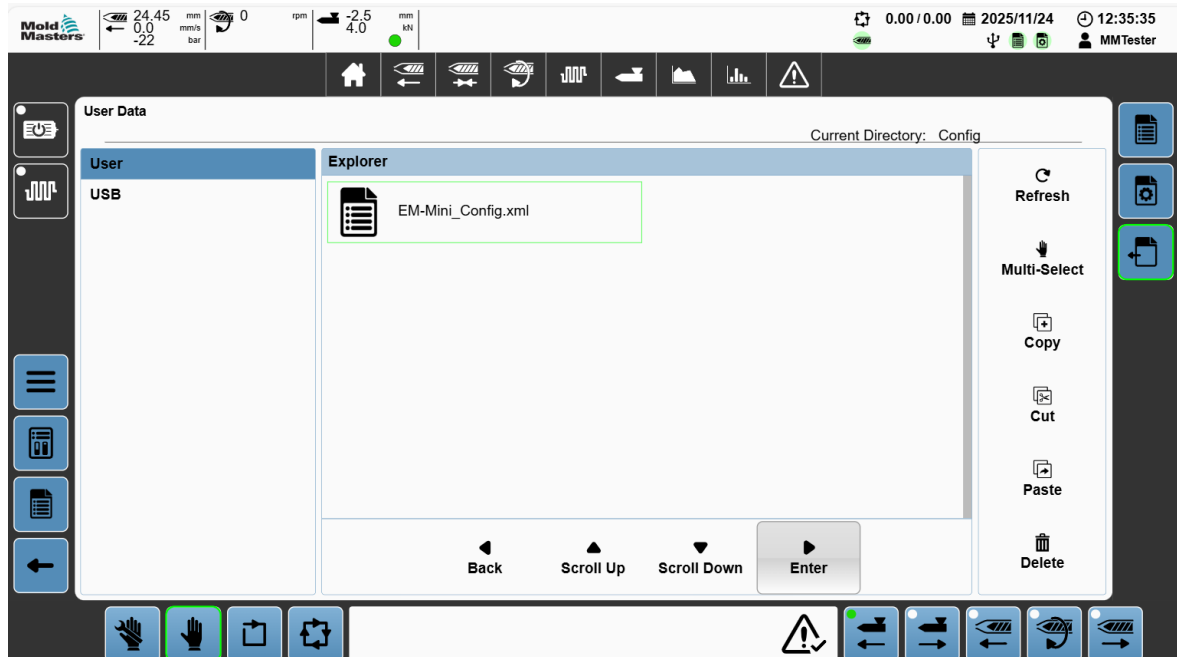 Mold
Masters
24.45 mm
0.0 mm/s
-22 bar
0 rpm
-2.5 mm
4.0 kN
0.00 / 0.00
2025/11/24
12:35:35
MMTester
User Data
Current Directory: Config
User
USB
Explorer
EM-Mini_Config.xml
Refresh
Multi-Select
Copy
Cut
Paste
Delete
Back
Scroll Up
Scroll Down
Enter